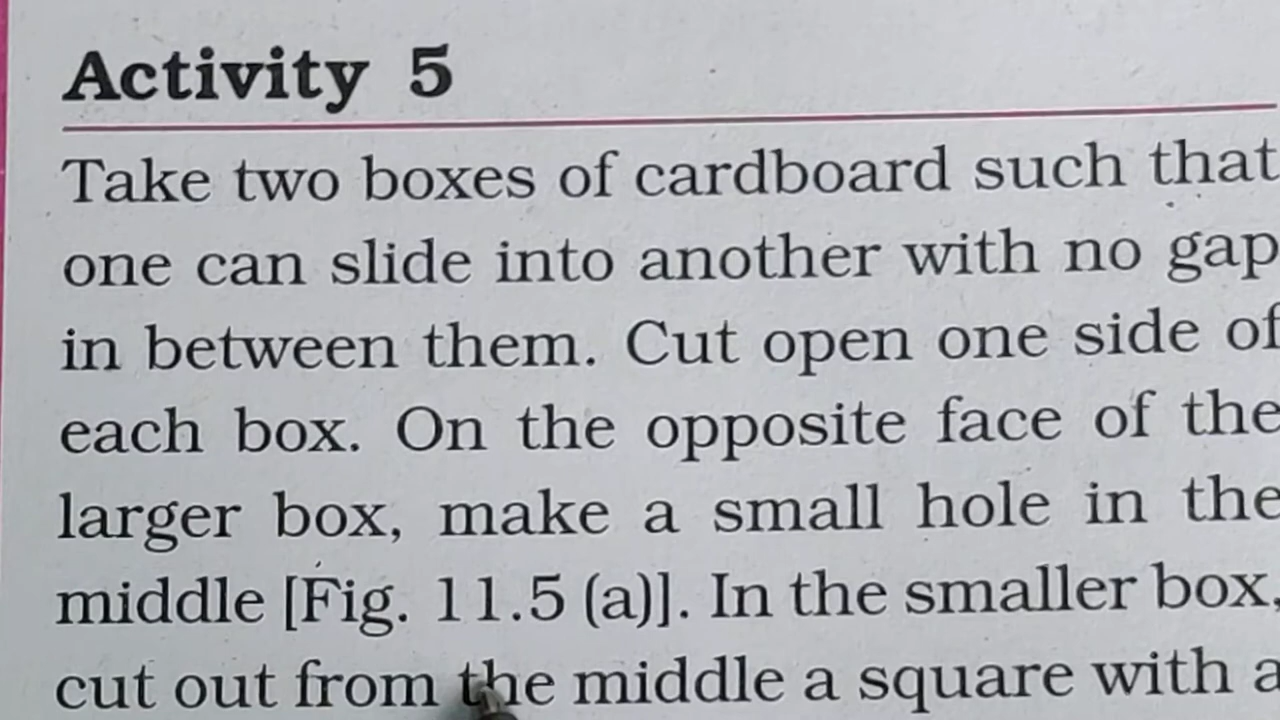 Activity 5
Take two boxes of cardboard such that
one can slide into another with no gap
in between them. Cut open one side of
each box. On the opposite face of the
larger box, make a small hole in the
middle [Fig. 11.5 (a)]. In the smaller box,
cut out from the middle a square with a